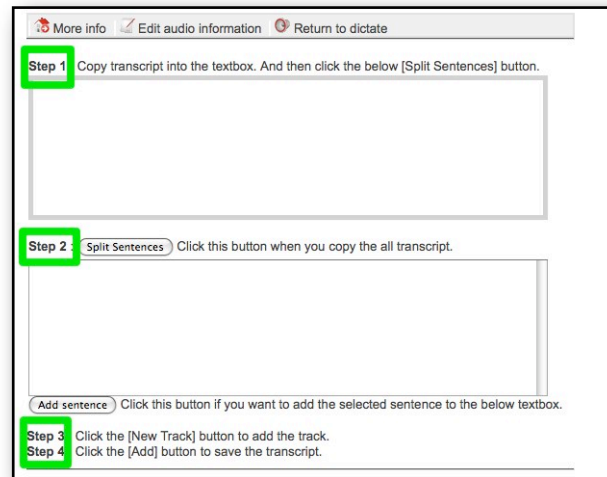 More info Edit audio information Return to dictate
Step 1: Copy transcript into the textbox. And then click the below [Split Sentences] button.
Step 2 : Split Sentences Click this button when you copy the all transcript.
Add sentence Click this button if you want to add the selected sentence to the below textbox.
Step 3: Click the [New Track] button to add the track.
Step 4: Click the [Add] button to save the transcript.